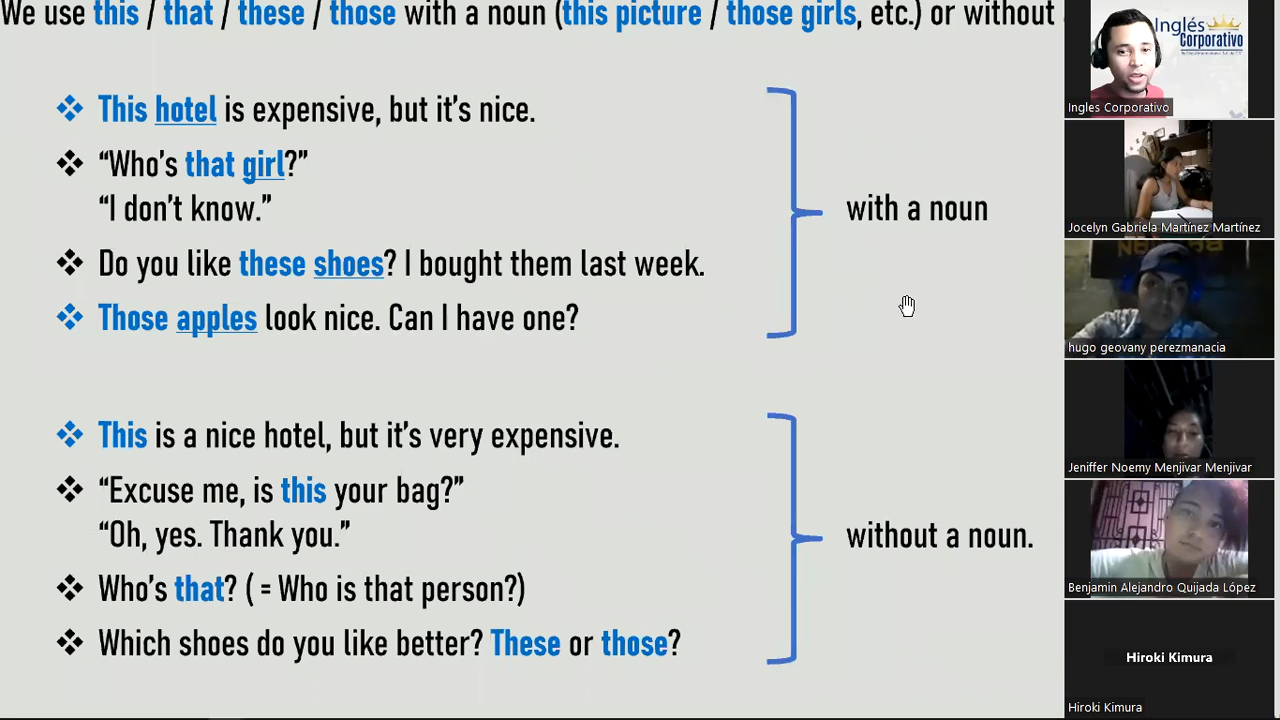 We use this / that / these / those with a noun (this picture / those girls, etc.) or without
❖ This hotel is expensive, but it's nice.
❖ “Who's that girl?”
“I don't know.”
❖ Do you like these shoes? I bought them last week.
❖ Those apples look nice. Can I have one?
with a noun
❖ This is a nice hotel, but it's very expensive.
❖ “Excuse me, is this your bag?”
“Oh, yes. Thank you.”
❖ Who's that? ( = Who is that person?)
❖ Which shoes do you like better? These or those?
without a noun.
Inglés
Corporativo
Ingles Corporativo
Jocelyn Gabriela Martínez Martínez
hugo geovany perezmanacia
Jeniffer Noemy Menjivar Menjivar
Benjamin Alejandro Quijada López
Hiroki Kimura
Hiroki Kimura